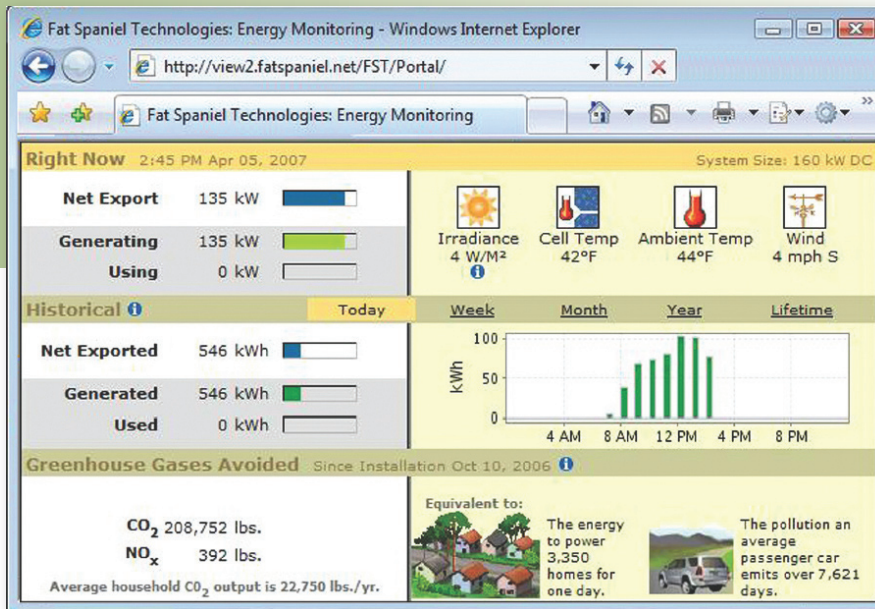 Fat Spaniel Technologies: Energy Monitoring - Windows Internet Explorer
http://view2.fatspaniel.net/FST/Portal/
Fat Spaniel Technologies: Energy Monitoring
Right Now 2:45 PM Apr 05, 2007
System Size: 160 kW DC
Net Export 135 kW
Generating 135 kW
Using 0 kW
Irradiance
4 W/M²
Cell Temp
42°F
Ambient Temp
44°F
Wind
4 mph S
Historical
Today Week Month Year Lifetime
Net Exported 546 kWh
Generated 546 kWh
Used 0 kWh
kWh
100
50
0
4 AM 8 AM 12 PM 4 PM 8 PM
Greenhouse Gases Avoided Since Installation Oct 10, 2006
CO₂ 208,752 lbs.
NOₓ 392 lbs.
Average household CO₂ output is 22,750 lbs./yr.
Equivalent to:
The energy
to power
3,350
homes for
one day.
The pollution an
average
passenger car
emits over 7,621
days.